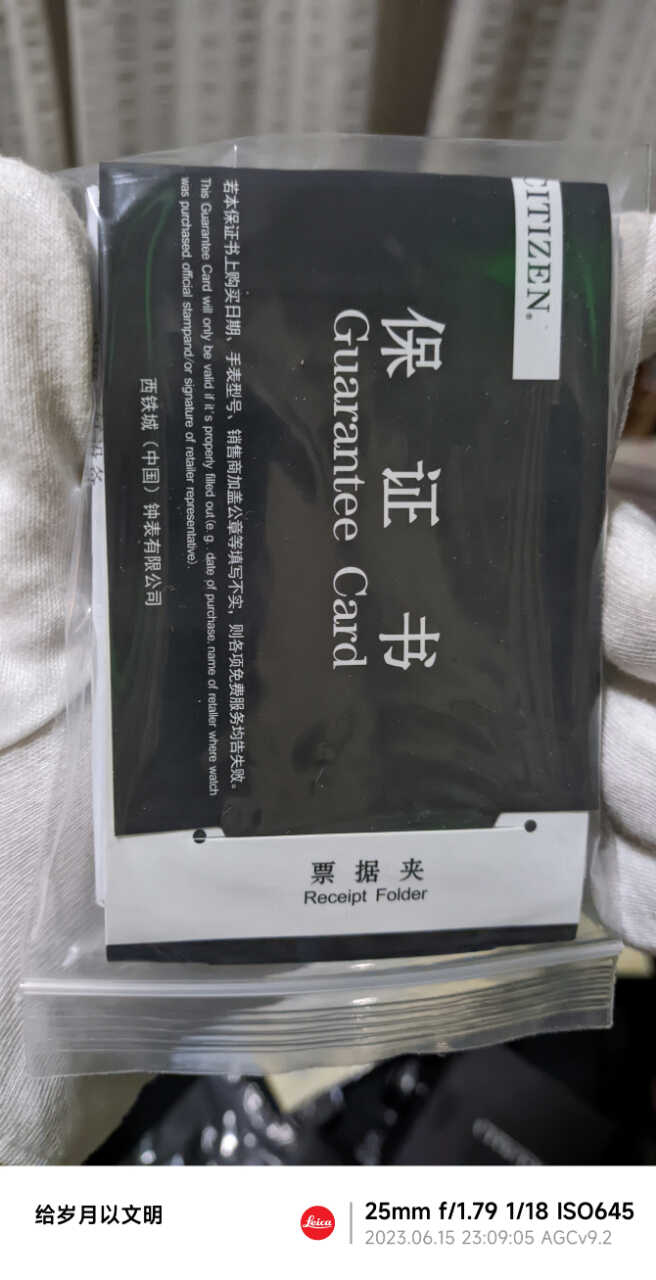 CITIZEN®
保证书
Guarantee Card
若本保证书上购买日期、手表型号、销售商加盖公章等填写不实，则各项免费服务均告失败。
This Guarantee Card will only be valid if it's properly filled out(e.g. date of purchase, name of retailer where watch
was purchased, official stampand/or signature of retailer representative).
西铁城（中国）钟表有限公司
票据夹
Receipt Folder
给岁月以文明
Leica
25mm f/1.79 1/18 ISO645
2023.06.15 23:09:05 AGCv9.2